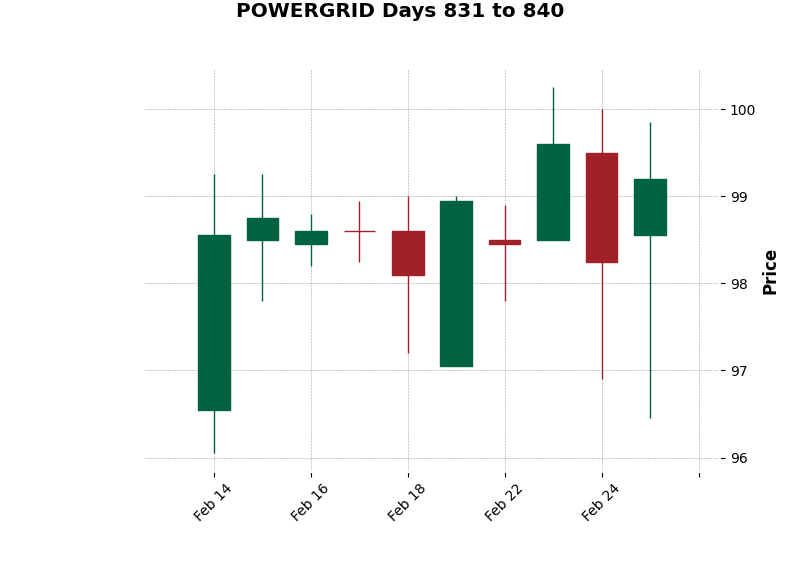 POWERGRID Days 831 to 840
100
99
98
97
96
Price
Feb 14
Feb 16
Feb 18
Feb 22
Feb 24